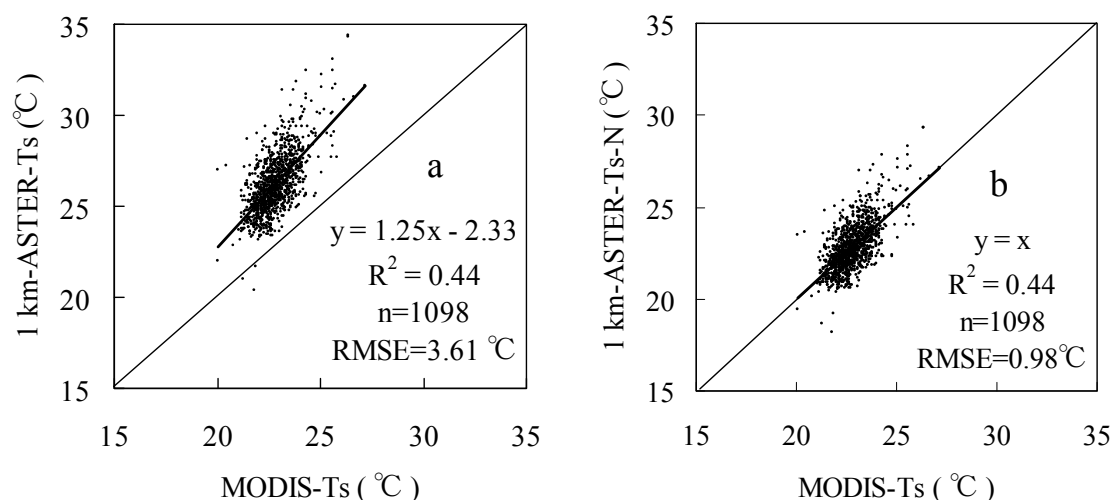 35
30
25
20
15
1 km-ASTER-Ts (℃)
a
y = 1.25x - 2.33
R² = 0.44
n=1098
RMSE=3.61 ℃
15 20 25 30 35
MODIS-Ts (℃)
35
30
25
20
15
1 km-ASTER-Ts-N (℃)
b
y = x
R² = 0.44
n=1098
RMSE=0.98℃
15 20 25 30 35
MODIS-Ts (℃)